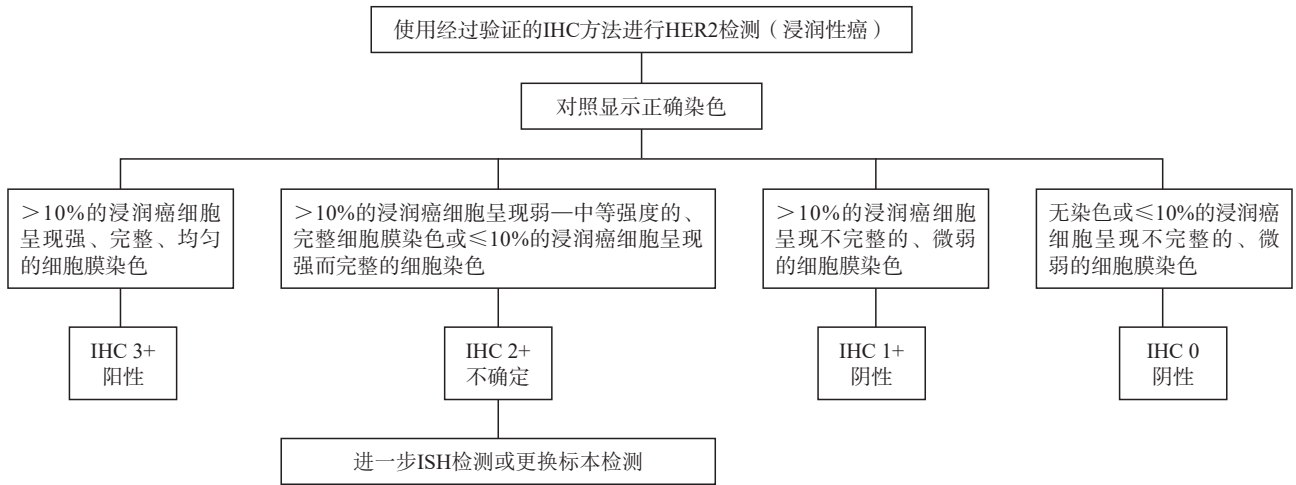 使用经过验证的IHC方法进行HER2检测（浸润性癌）
对照显示正确染色
＞10%的浸润癌细胞
呈现强、完整、均匀
的细胞膜染色
＞10%的浸润癌细胞呈现弱—中等强度的、
完整细胞膜染色或≤10%的浸润癌细胞呈现
强而完整的细胞染色
＞10%的浸润癌细胞
呈现不完整的、微弱
的细胞膜染色
无染色或≤10%的浸润癌
细胞呈现不完整的、微
弱的细胞膜染色
IHC 3+
阳性
IHC 2+
不确定
IHC 1+
阴性
IHC 0
阴性
进一步ISH检测或更换标本检测